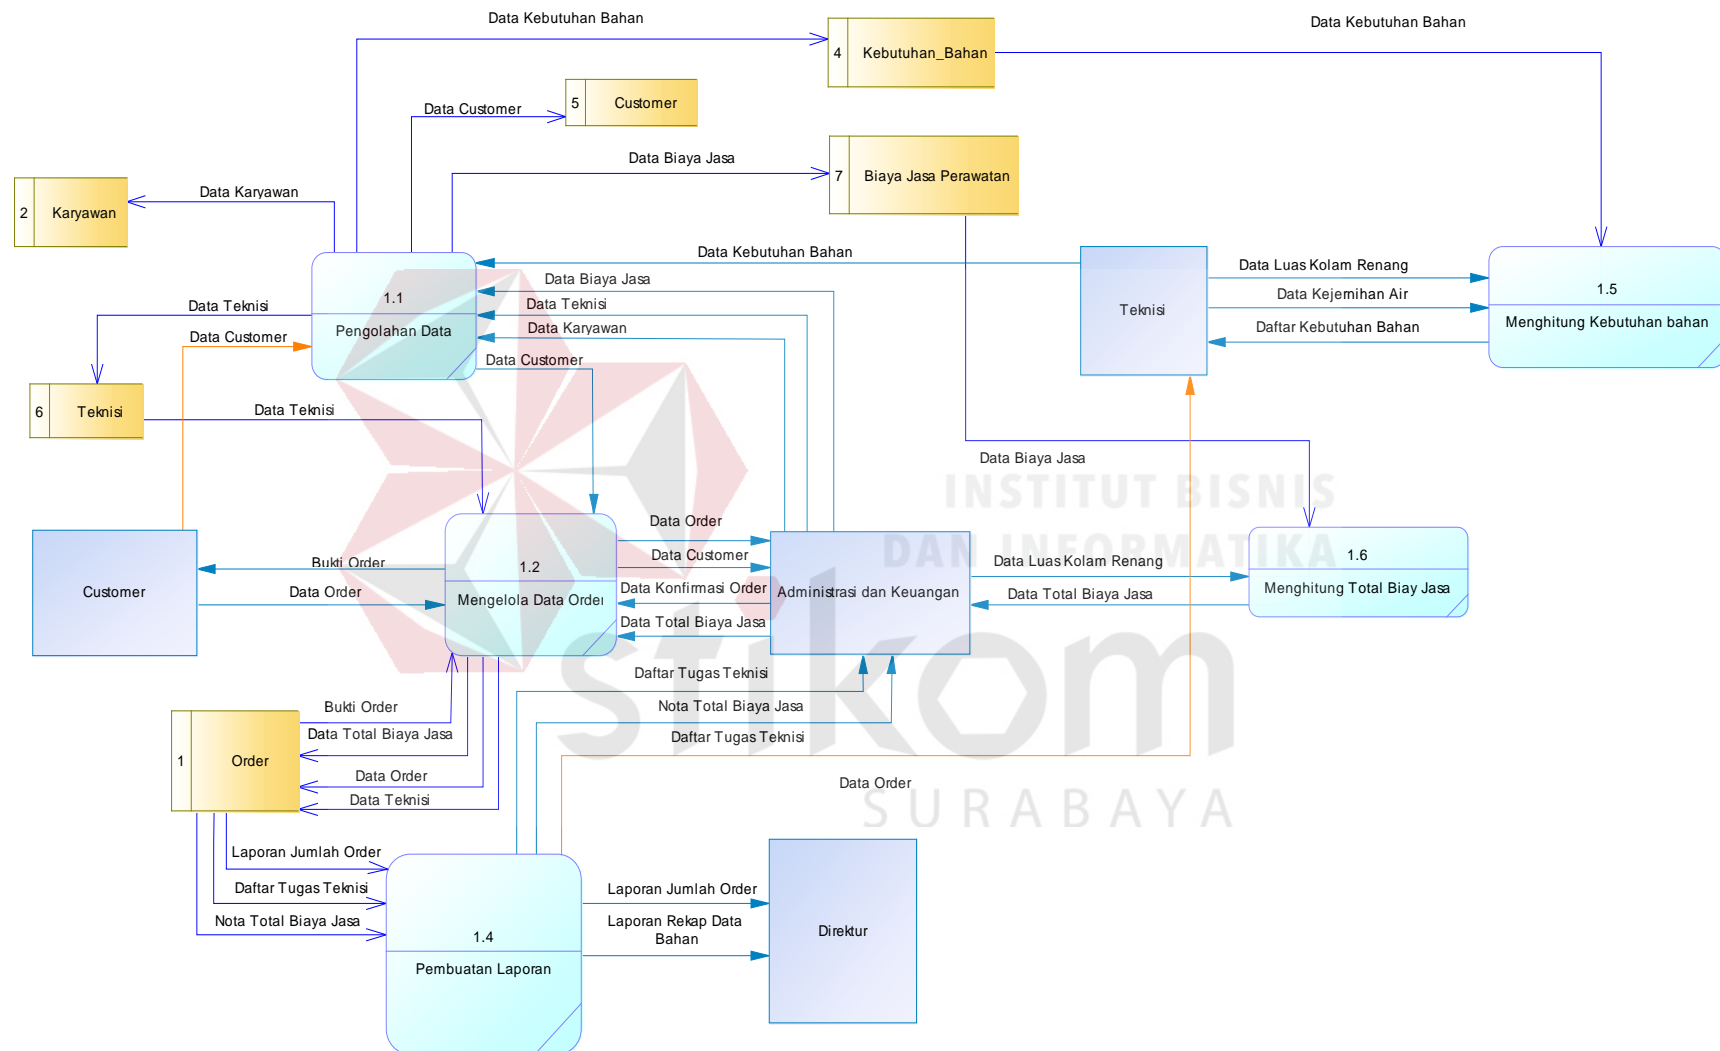 Data Kebutuhan Bahan
Data Kebutuhan Bahan
4 Kebutuhan_Bahan
5 Customer
Data Customer
Data Biaya Jasa
7 Biaya Jasa Perawatan
Data Karyawan
2 Karyawan
Data Kebutuhan Bahan
Data Luas Kolam Renang
Data Biaya Jasa
1.1
Pengolahan Data
Data Teknisi
Data Teknisi
Data Kejernihan Air
1.5
Menghitung Kebutuhan bahan
Teknisi
Data Customer
Data Karyawan
Daftar Kebutuhan Bahan
Data Customer
6 Teknisi
Data Teknisi
Data Biaya Jasa
INSTITUT BISNIS
DAN INFORMATIKA
Data Order
Data Customer
1.6
Menghitung Total Biay Jasa
Bukti Order
1.2
Mengelola Data Order
Data Luas Kolam Renang
Customer
Data Order
Data Konfirmasi Order
Administrasi dan Keuangan
Data Total Biaya Jasa
Data Total Biaya Jasa
stikom
SURABAYA
Daftar Tugas Teknisi
Bukti Order
Nota Total Biaya Jasa
Data Total Biaya Jasa
Daftar Tugas Teknisi
1 Order
Data Order
Data Order
Data Teknisi
Laporan Jumlah Order
Daftar Tugas Teknisi
Laporan Jumlah Order
Nota Total Biaya Jasa
Laporan Rekap Data
Bahan
Direktur
1.4
Pembuatan Laporan